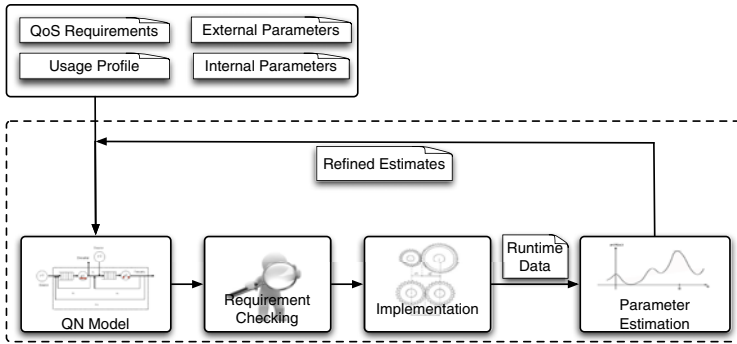 QoS Requirements
External Parameters
Usage Profile
Internal Parameters
Refined Estimates
Runtime
Data
QN Model
Requirement
Checking
Implementation
Parameter
Estimation